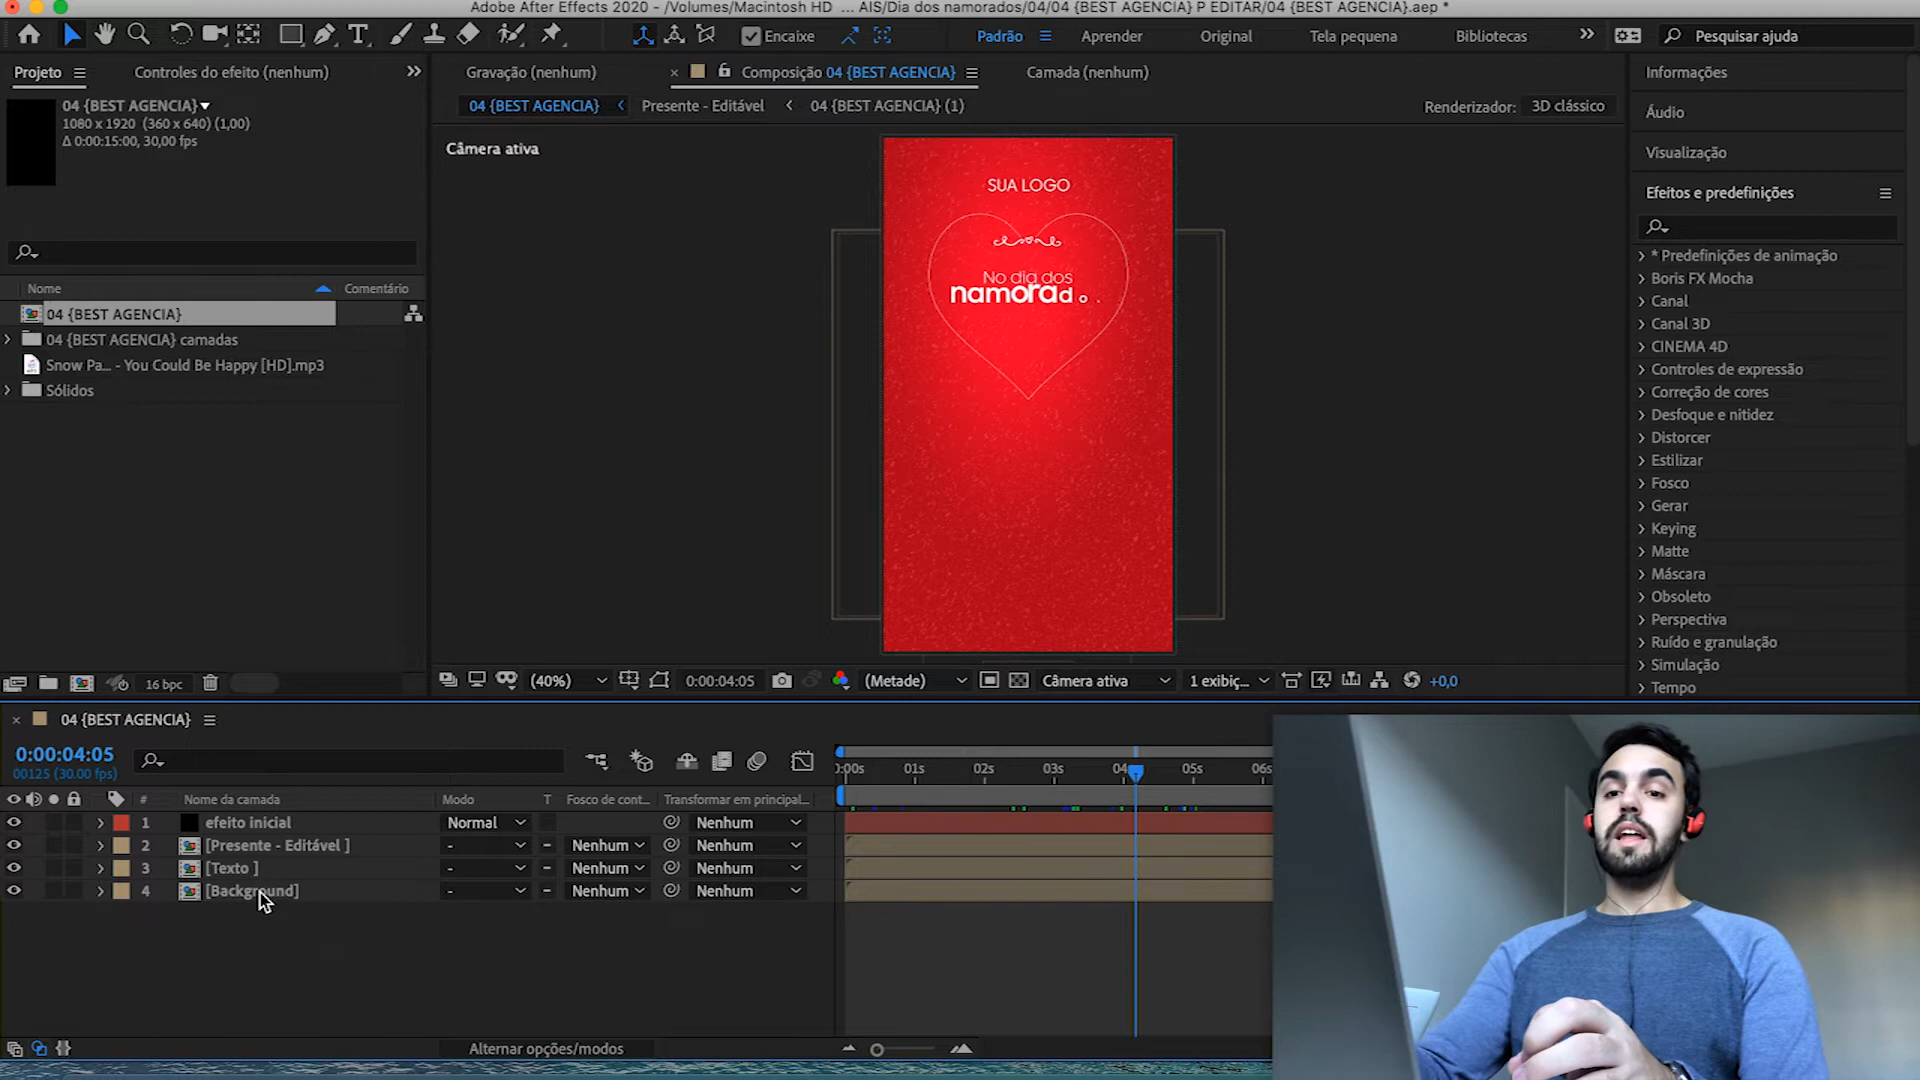 Adobe After Effects 2020 - /Volumes/Macintosh HD ... AIS/Dia dos namorados/04/04 {BEST AGENCIA} P EDITAR/04 {BEST AGENCIA}.aep *
T Encaixe Padrão Aprender Original Tela pequena Bibliotecas Pesquisar ajuda
Projeto Controles do efeito (nenhum)
04 {BEST AGENCIA}
1080 x 1920 (360 x 640) (1,00)
Δ 0:00:15:00, 30,00 fps
Nome Comentário
04 {BEST AGENCIA}
04 {BEST AGENCIA} camadas
Snow Pa... - You Could Be Happy [HD].mp3
Sólidos
16 bpc
Gravação (nenhum) Composição 04 {BEST AGENCIA} Camada (nenhum)
04 {BEST AGENCIA} Presente - Editável 04 {BEST AGENCIA} (1)
Renderizador: 3D clássico
Câmera ativa
SUA LOGO
No dia dos
namorado.
(40%) 0:00:04:05 (Metade) Câmera ativa 1 exibiç... +0,0
Informações
Áudio
Visualização
Efeitos e predefinições
* Predefinições de animação
Boris FX Mocha
Canal
Canal 3D
CINEMA 4D
Controles de expressão
Correção de cores
Desfoque e nitidez
Distorcer
Estilizar
Fosco
Gerar
Keying
Matte
Máscara
Obsoleto
Perspectiva
Ruído e granulação
Simulação
Tempo
04 {BEST AGENCIA}
0:00:04:05
00125 (30.00 fps)
0:00s 01s 02s 03s 04 05s 06s
# Nome da camada Modo T Fosco de cont... Transformar em principal...
1 efeito inicial Normal Nenhum
2 [Presente - Editável ] - Nenhum Nenhum
3 [Texto ] - Nenhum Nenhum
4 [Background] - Nenhum Nenhum
Alternar opções/modos